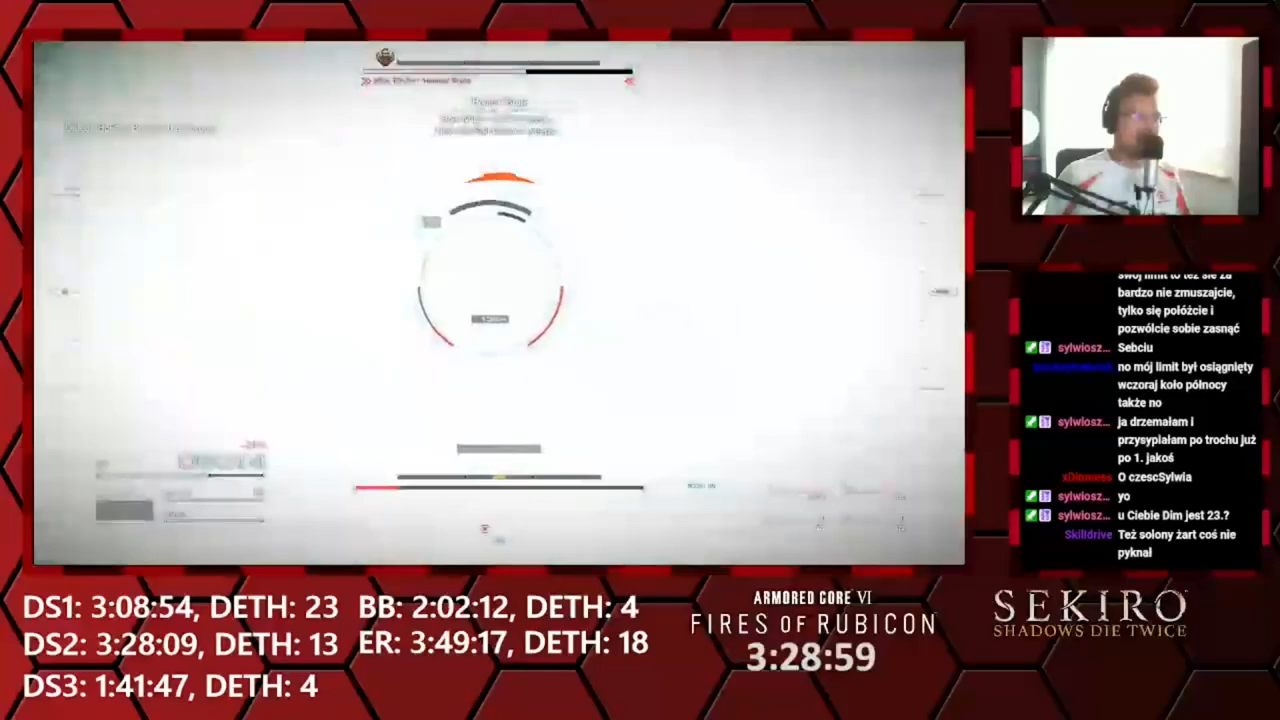 swój limit to też się za
bardzo nie zmuszajcie,
tylko się połóżcie i
pozwólcie sobie zasnąć
sylwiosz... Sebciu
no mój limit był osiągnięty
wczoraj koło północy
także no
sylwiosz... ja drzemałam i
przysypiałam po trochu już
po 1. jakoś
O czescSylwia
sylwiosz... yo
sylwiosz... u Ciebie Dim jest 23.?
Skilldrive Też solony żart coś nie
pyknął
DS1: 3:08:54, DETH: 23 BB: 2:02:12, DETH: 4
DS2: 3:28:09, DETH: 13 ER: 3:49:17, DETH: 18
DS3: 1:41:47, DETH: 4
ARMORED CORE VI
FIRES OF RUBICON
3:28:59
SEKIRO
SHADOWS DIE TWICE